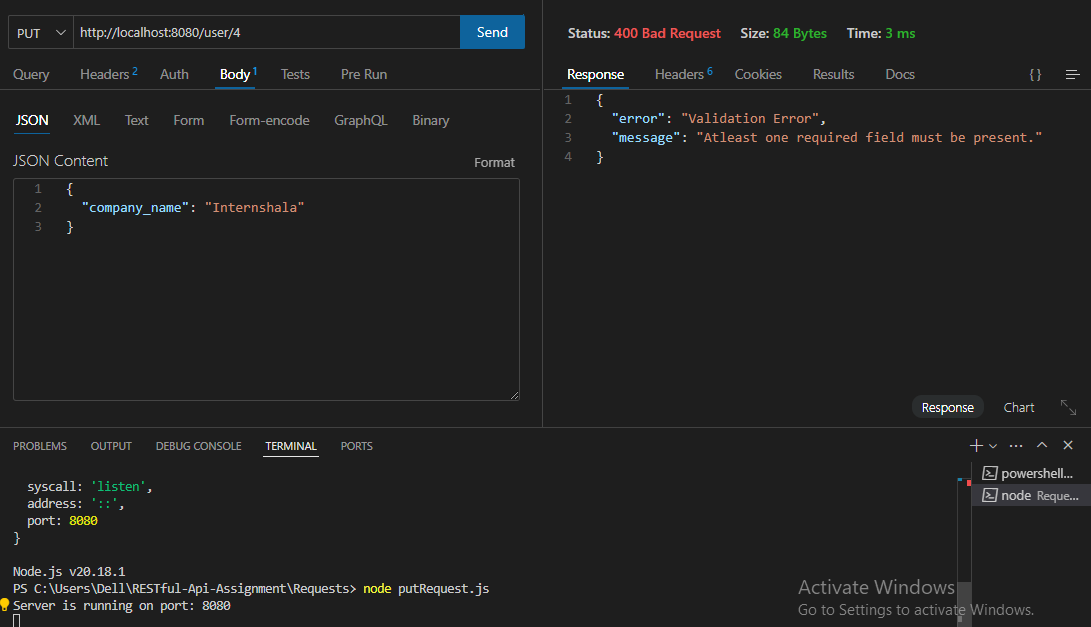 PUT http://localhost:8080/user/4 Send
Query Headers 2 Auth Body 1 Tests Pre Run
JSON XML Text Form Form-encode GraphQL Binary
JSON Content Format
1 {
2 "company_name": "Internshala"
3 }
Status: 400 Bad Request Size: 84 Bytes Time: 3 ms
Response Headers 6 Cookies Results Docs { }
1 {
2 "error": "Validation Error",
3 "message": "Atleast one required field must be present."
4 }
Response Chart
PROBLEMS OUTPUT DEBUG CONSOLE TERMINAL PORTS
syscall: 'listen',
address: '::',
port: 8080
}
Node.js v20.18.1
PS C:\Users\Dell\RESTful-Api-Assignment\Requests> node putRequest.js
Server is running on port: 8080
powershell...
node Reque...
Activate Windows
Go to Settings to activate Windows.